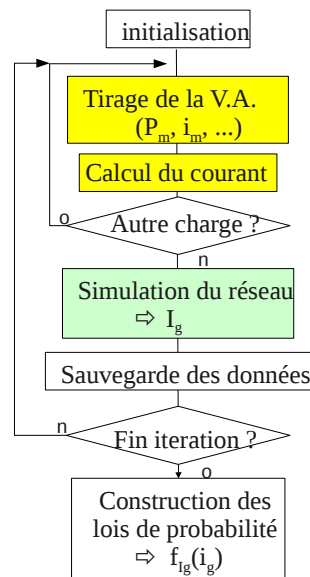 initialisation
Tirage de la V.A.
(Pm, im, ...)
Calcul du courant
o
Autre charge ?
n
Simulation du réseau
⇨ Ig
Sauvegarde des données
n
Fin iteration ?
o
Construction des
lois de probabilité
⇨ fIg(ig)